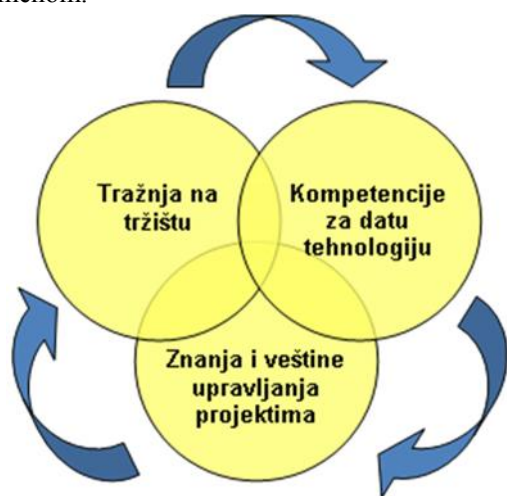 Tražnja na
tržištu
Kompetencije
za datu
tehnologiju
Znanja i veštine
upravljanja
projektima